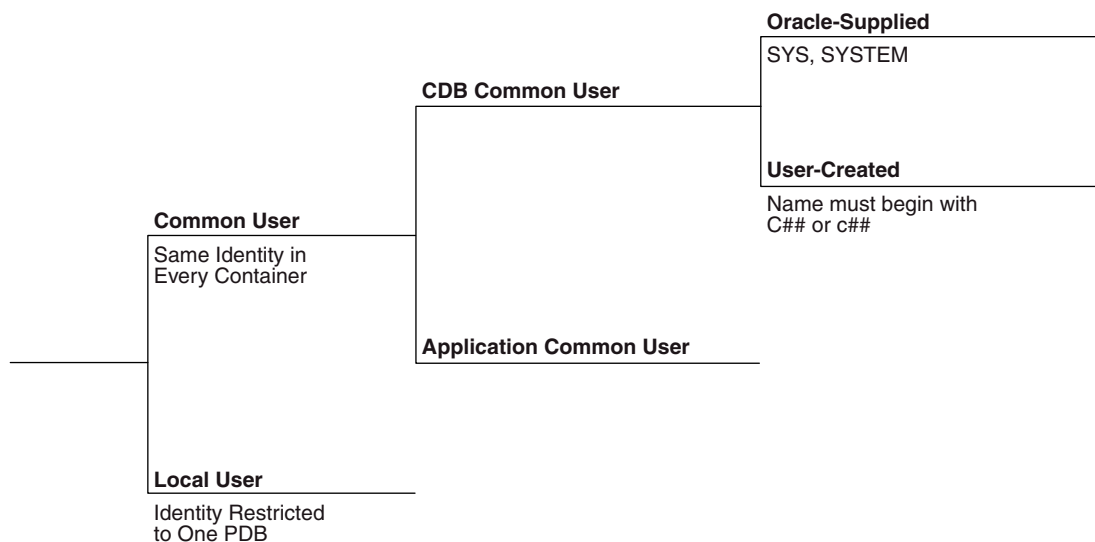 Oracle-Supplied
SYS, SYSTEM
CDB Common User
User-Created
Name must begin with
C## or c##
Common User
Same Identity in
Every Container
Application Common User
Local User
Identity Restricted
to One PDB